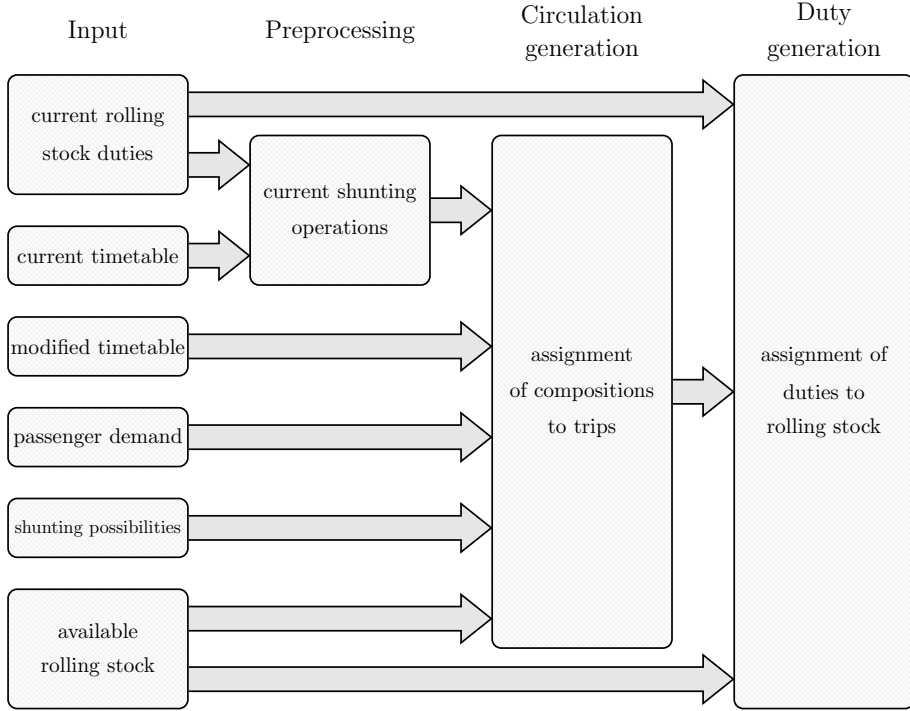 Input
Preprocessing
Circulation
generation
Duty
generation
current rolling
stock duties
current timetable
modified timetable
passenger demand
shunting possibilities
available
rolling stock
current shunting
operations
assignment
of compositions
to trips
assignment of
duties to
rolling stock